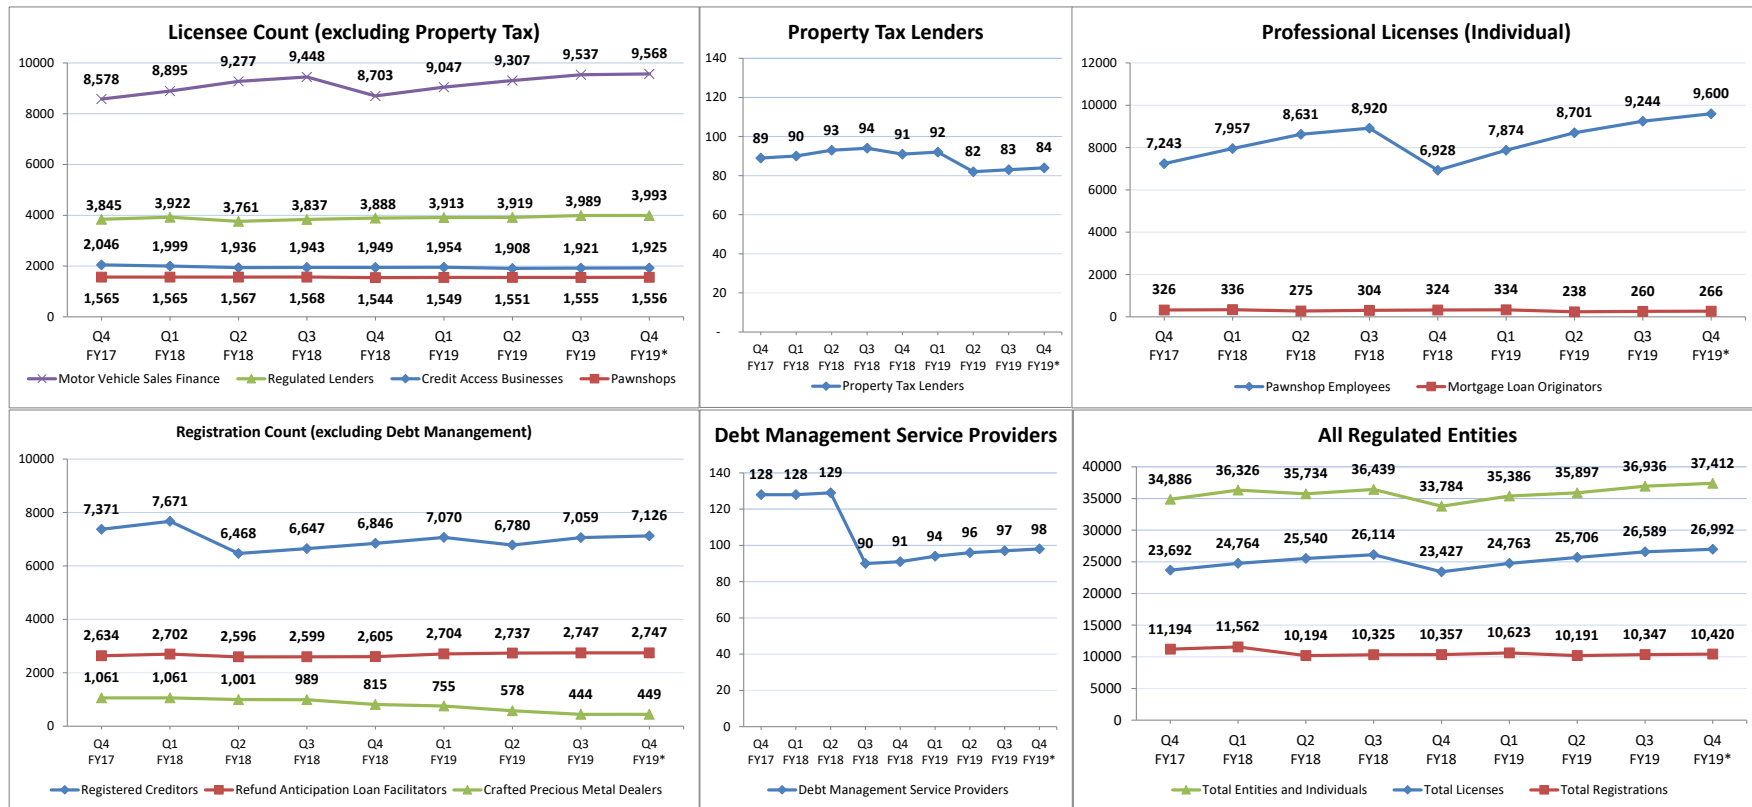 Licensee Count (excluding Property Tax)
10000
8000
6000
4000
2000
0
8,578 8,895 9,277 9,448 8,703 9,047 9,307 9,537 9,568
3,845 3,922 3,761 3,837 3,888 3,913 3,919 3,989 3,993
2,046 1,999 1,936 1,943 1,949 1,954 1,908 1,921 1,925
1,565 1,565 1,567 1,568 1,544 1,549 1,551 1,555 1,556
Q4 Q1 Q2 Q3 Q4 Q1 Q2 Q3 Q4
FY17 FY18 FY18 FY18 FY18 FY19 FY19 FY19 FY19*
Motor Vehicle Sales Finance Regulated Lenders Credit Access Businesses Pawnshops
Property Tax Lenders
140
120
100
80
60
40
20
-
89 90 93 94 91 92 82 83 84
Q4 Q1 Q2 Q3 Q4 Q1 Q2 Q3 Q4
FY17 FY18 FY18 FY18 FY18 FY19 FY19 FY19 FY19*
Property Tax Lenders
Professional Licenses (Individual)
12000
10000
8000
6000
4000
2000
0
7,243 7,957 8,631 8,920 6,928 7,874 8,701 9,244 9,600
326 336 275 304 324 334 238 260 266
Q4 Q1 Q2 Q3 Q4 Q1 Q2 Q3 Q4
FY17 FY18 FY18 FY18 FY18 FY19 FY19 FY19 FY19*
Pawnshop Employees Mortgage Loan Originators
Registration Count (excluding Debt Manangement)
10000
8000
6000
4000
2000
0
7,371 7,671 6,468 6,647 6,846 7,070 6,780 7,059 7,126
2,634 2,702 2,596 2,599 2,605 2,704 2,737 2,747 2,747
1,061 1,061 1,001 989 815 755 578 444 449
Q4 Q1 Q2 Q3 Q4 Q1 Q2 Q3 Q4
FY17 FY18 FY18 FY18 FY18 FY19 FY19 FY19 FY19*
Registered Creditors Refund Anticipation Loan Facilitators Crafted Precious Metal Dealers
Debt Management Service Providers
140
120
100
80
60
40
20
0
128 128 129 90 91 94 96 97 98
Q4 Q1 Q2 Q3 Q4 Q1 Q2 Q3 Q4
FY17 FY18 FY18 FY18 FY18 FY19 FY19 FY19 FY19*
Debt Management Service Providers
All Regulated Entities
40000
35000
30000
25000
20000
15000
10000
5000
0
34,886 36,326 35,734 36,439 33,784 35,386 35,897 36,936 37,412
23,692 24,764 25,540 26,114 23,427 24,763 25,706 26,589 26,992
11,194 11,562 10,194 10,325 10,357 10,623 10,191 10,347 10,420
Q4 Q1 Q2 Q3 Q4 Q1 Q2 Q3 Q4
FY17 FY18 FY18 FY18 FY18 FY19 FY19 FY19 FY19*
Total Entities and Individuals Total Licenses Total Registrations